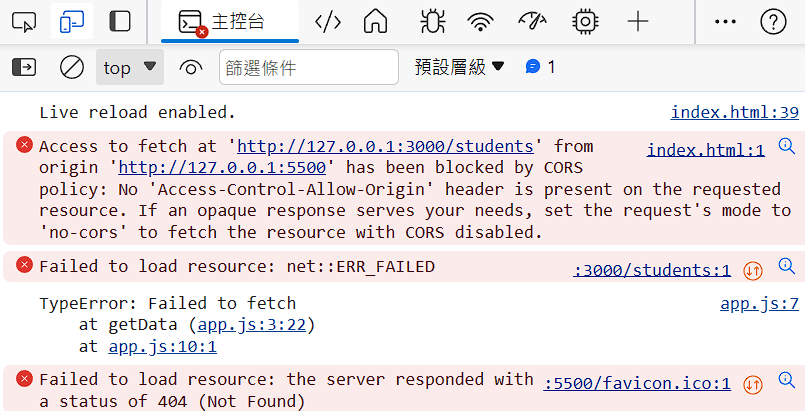 主控台
top
篩選條件
預設層級
1
Live reload enabled. index.html:39
Access to fetch at 'http://127.0.0.1:3000/students' from index.html:1
origin 'http://127.0.0.1:5500' has been blocked by CORS
policy: No 'Access-Control-Allow-Origin' header is present on the requested
resource. If an opaque response serves your needs, set the request's mode to
'no-cors' to fetch the resource with CORS disabled.
Failed to load resource: net::ERR_FAILED :3000/students:1
TypeError: Failed to fetch app.js:7
at getData (app.js:3:22)
at app.js:10:1
Failed to load resource: the server responded with :5500/favicon.ico:1
a status of 404 (Not Found)